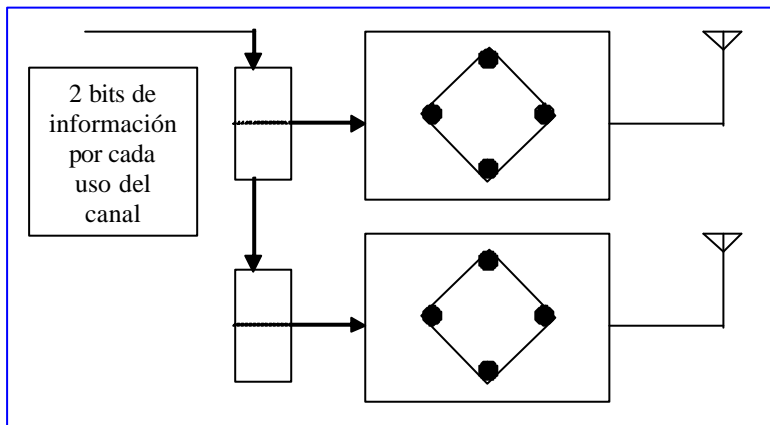 2 bits de
información
por cada
uso del
canal